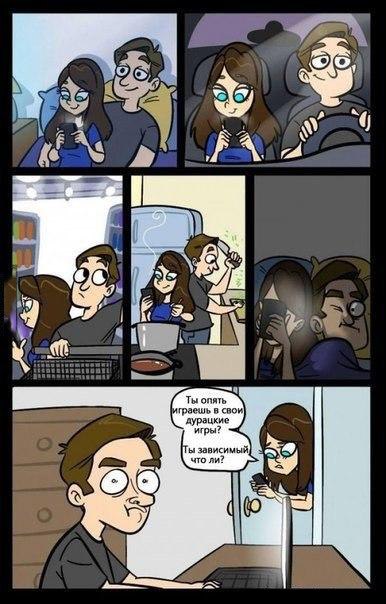 Ты опять
играешь в свои
дурацкие
игры?
Ты зависимый
что ли?